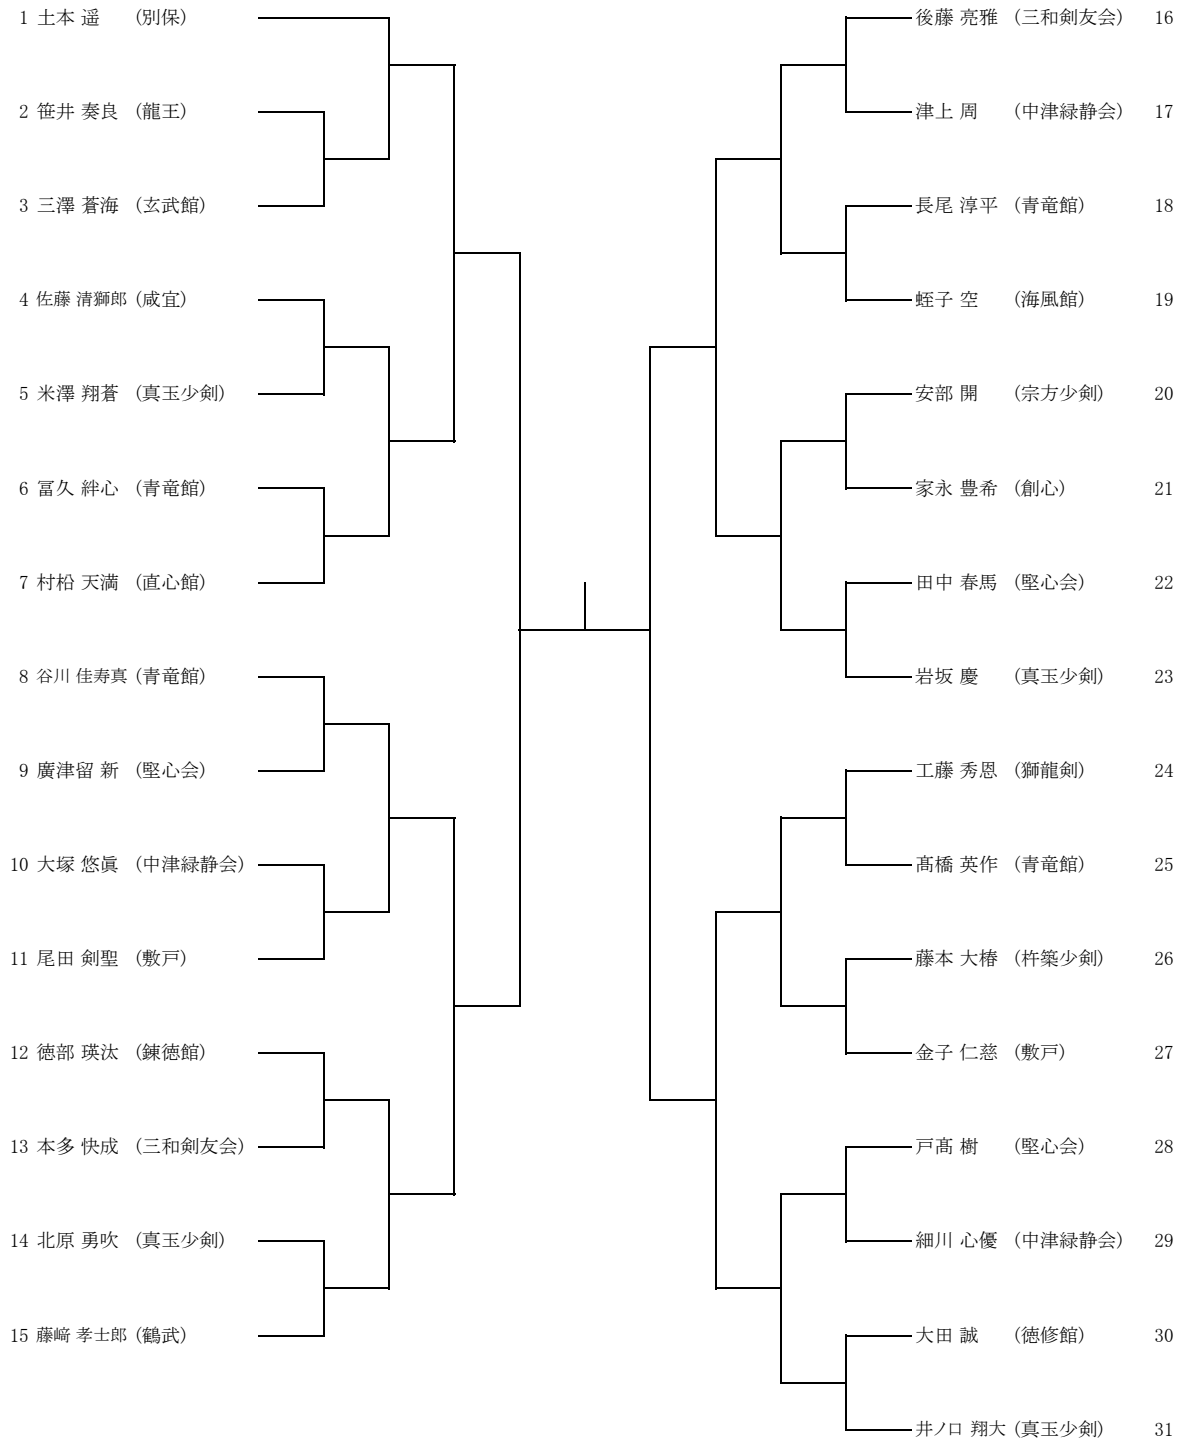 1 土本 遥 (別保)
2 笹井 奏良 (龍王)
3 三澤 蒼海 (玄武館)
4 佐藤 清獅郎 (咸宜)
5 米澤 翔蒼 (真玉少剣)
6 冨久 絆心 (青竜館)
7 村松 天満 (直心館)
8 谷川 佳寿真 (青竜館)
9 廣津留 新 (堅心会)
10 大塚 悠眞 (中津緑静会)
11 尾田 剣聖 (敷戸)
12 徳部 瑛汰 (錬徳館)
13 本多 快成 (三和剣友会)
14 北原 勇吹 (真玉少剣)
15 藤﨑 孝士郎 (鶴武)
後藤 亮雅 (三和剣友会) 16
津上 周 (中津緑静会) 17
長尾 淳平 (青竜館) 18
蛭子 空 (海風館) 19
安部 開 (宗方少剣) 20
家永 豊希 (創心) 21
田中 春馬 (堅心会) 22
岩坂 慶 (真玉少剣) 23
工藤 秀恩 (獅龍剣) 24
髙橋 英作 (青竜館) 25
藤本 大椿 (杵築少剣) 26
金子 仁慈 (敷戸) 27
戸髙 樹 (堅心会) 28
細川 心優 (中津緑静会) 29
大田 誠 (徳修館) 30
井ノ口 翔大 (真玉少剣) 31